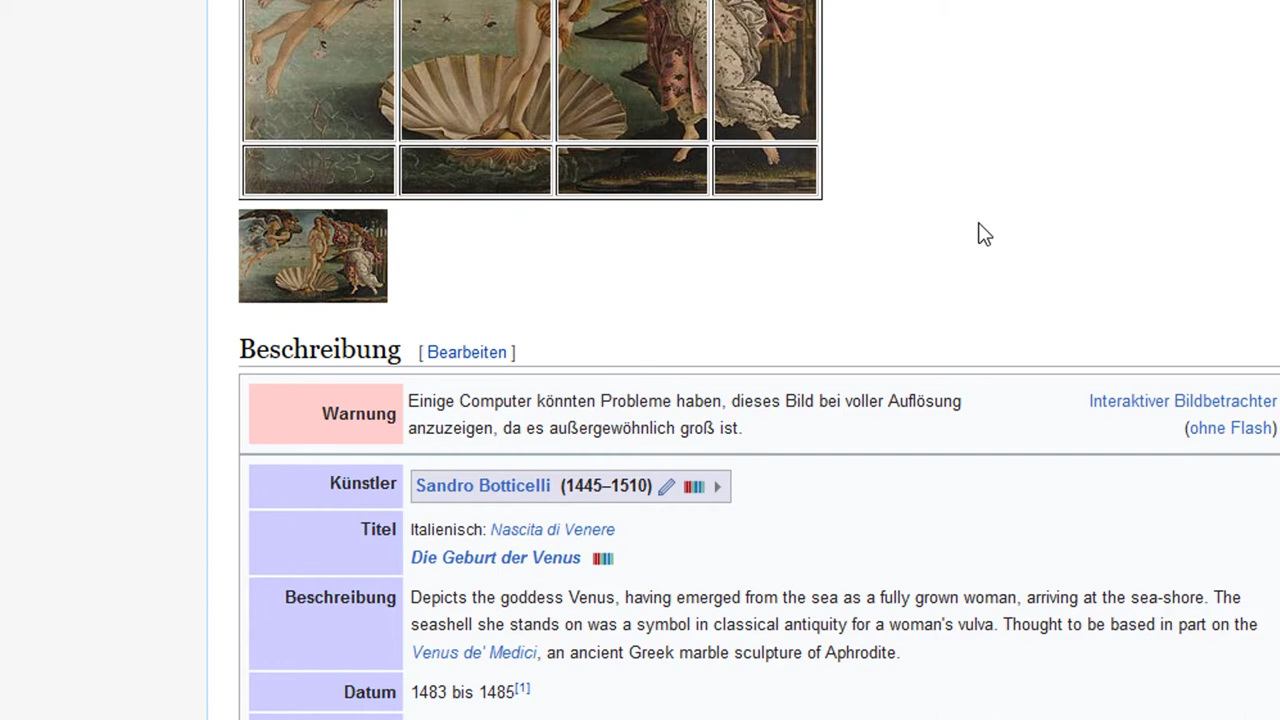 Beschreibung [ Bearbeiten ]
Warnung
Einige Computer könnten Probleme haben, dieses Bild bei voller Auflösung
anzuzeigen, da es außergewöhnlich groß ist.
Interaktiver Bildbetrachter
(ohne Flash)
Künstler
Sandro Botticelli (1445–1510)
Titel
Italienisch: Nascita di Venere
Die Geburt der Venus
Beschreibung
Depicts the goddess Venus, having emerged from the sea as a fully grown woman, arriving at the sea-shore. The
seashell she stands on was a symbol in classical antiquity for a woman's vulva. Thought to be based in part on the
Venus de' Medici, an ancient Greek marble sculpture of Aphrodite.
Datum
1483 bis 1485[1]